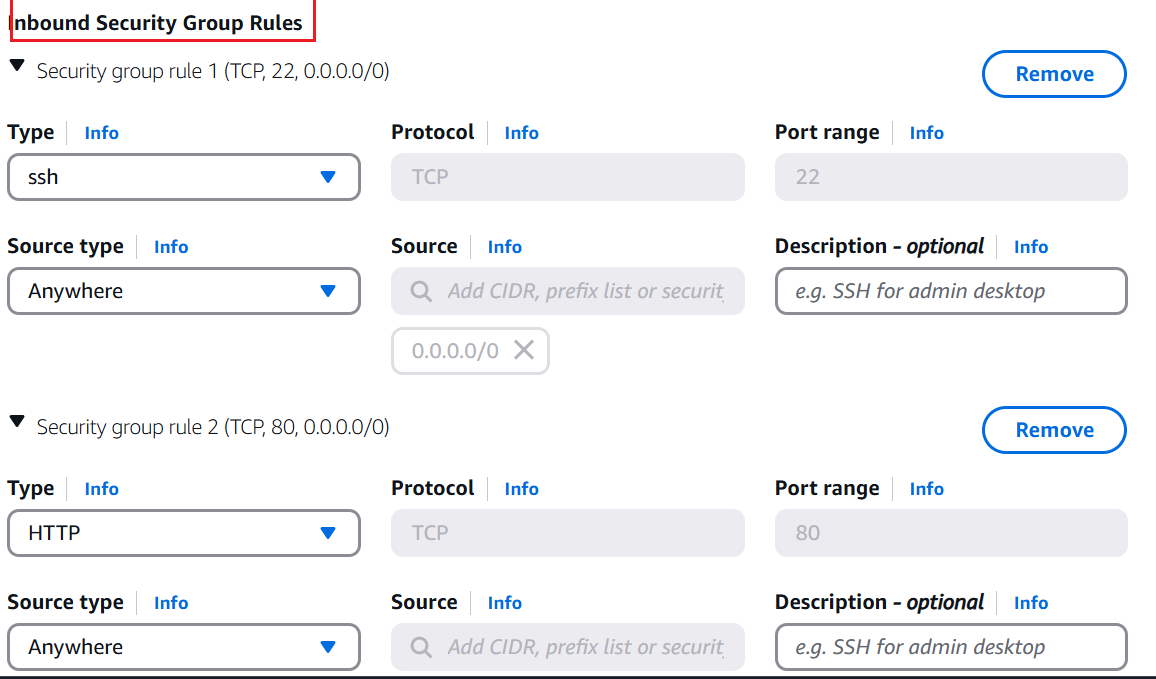 Inbound Security Group Rules
Security group rule 1 (TCP, 22, 0.0.0.0/0)
Remove
Type Info Protocol Info Port range Info
ssh TCP 22
Source type Info Source Info Description - optional Info
Anywhere Add CIDR, prefix list or securit e.g. SSH for admin desktop
0.0.0.0/0
Security group rule 2 (TCP, 80, 0.0.0.0/0)
Remove
Type Info Protocol Info Port range Info
HTTP TCP 80
Source type Info Source Info Description - optional Info
Anywhere Add CIDR, prefix list or securit e.g. SSH for admin desktop